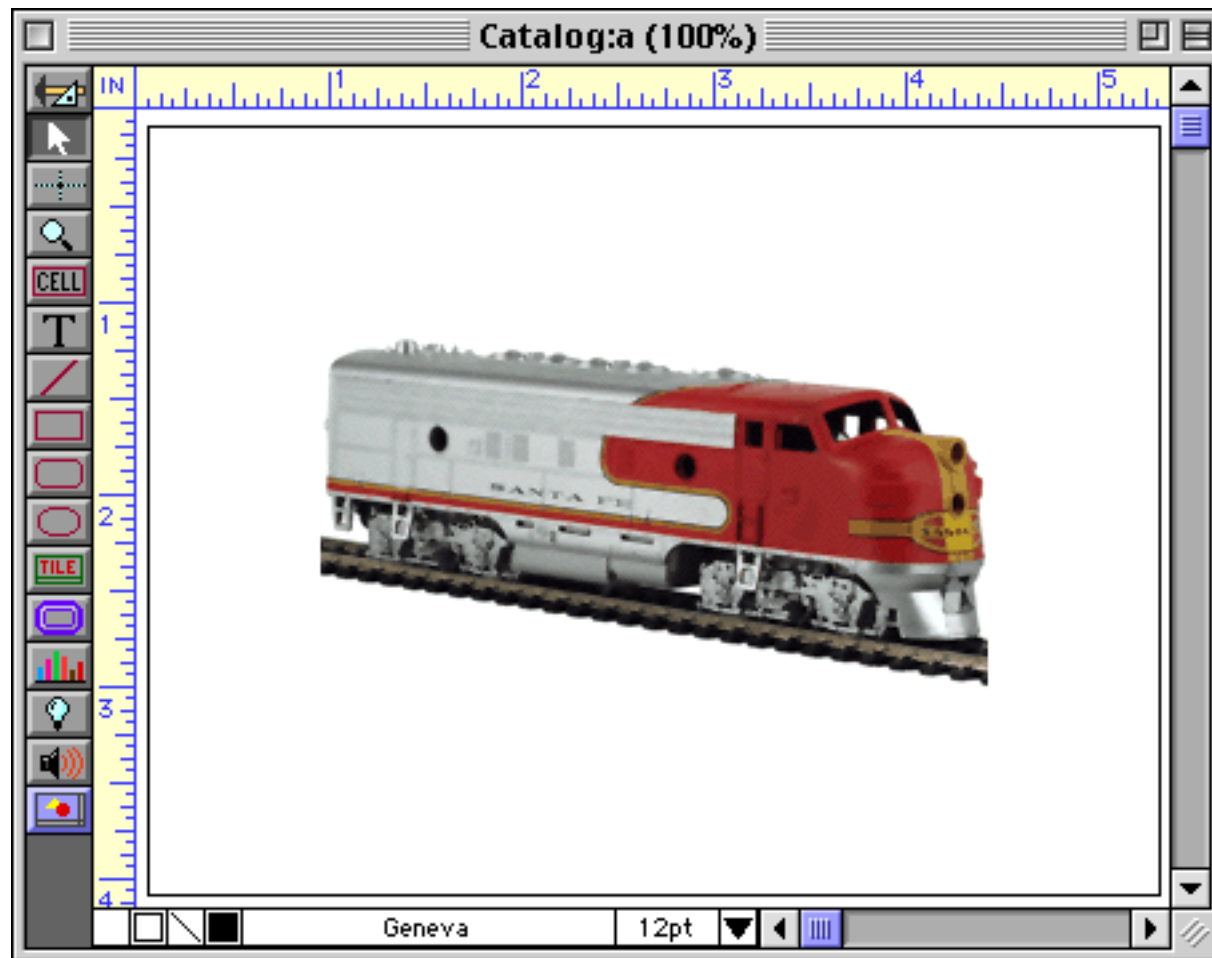 Catalog:a (100%)
IN
1 2 3 4 5
CELL
T
1
SANTA FE
2
TILE
3
4
Geneva 12pt